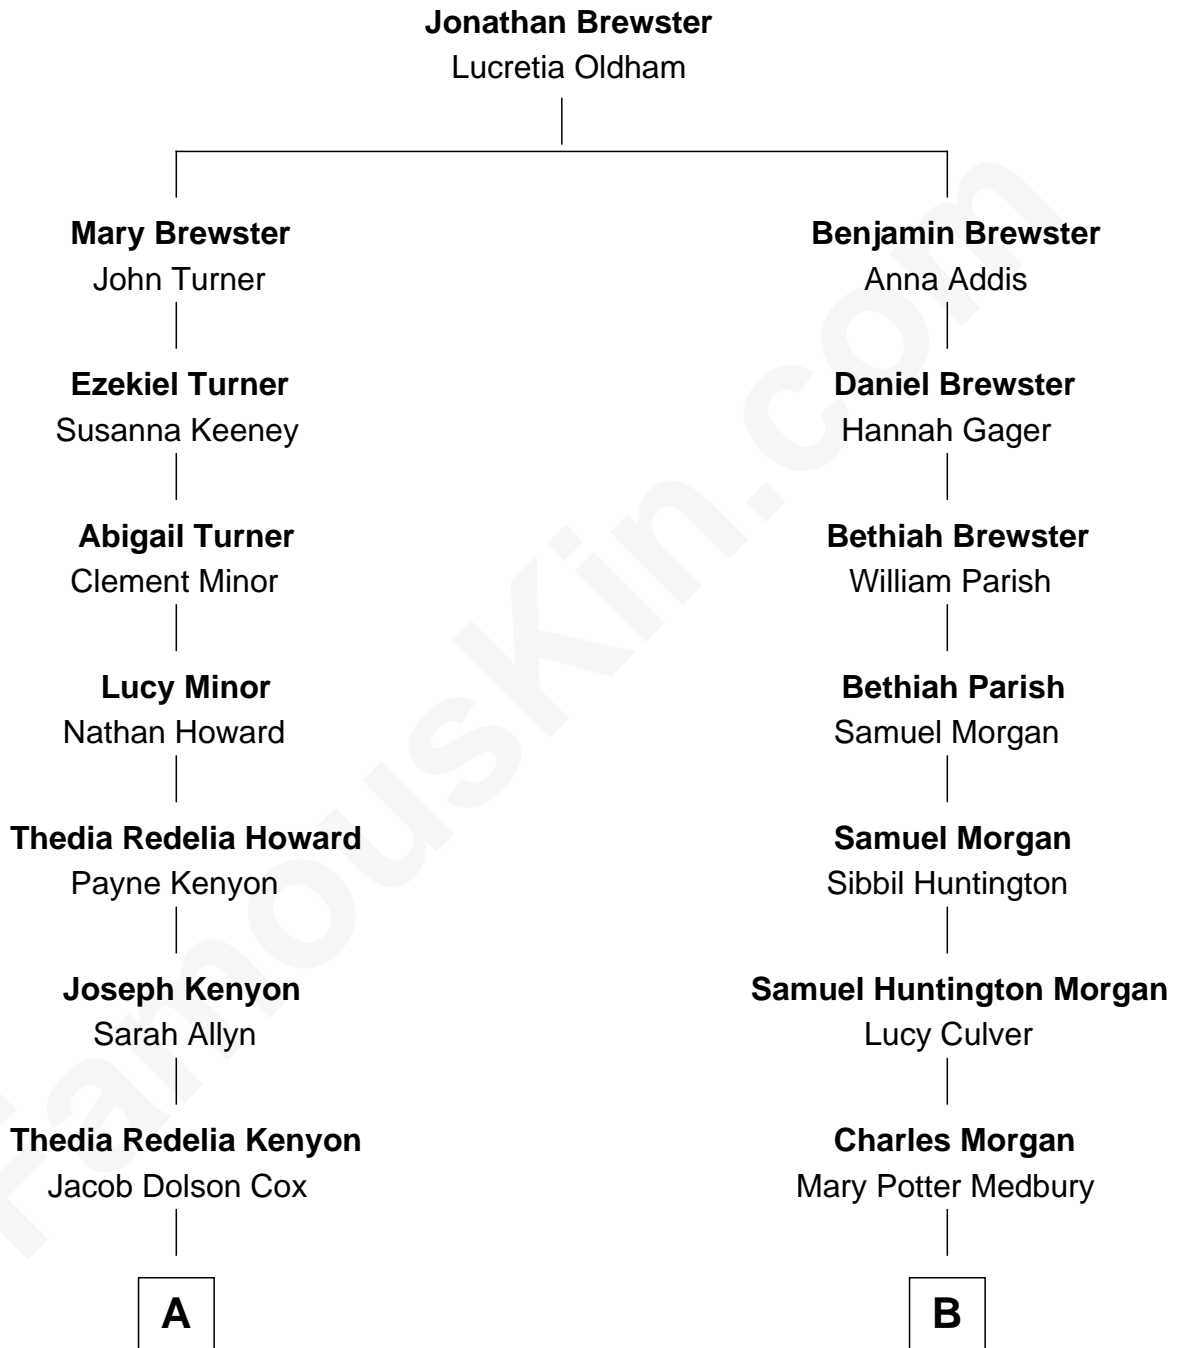 Jonathan Brewster
Lucretia Oldham
Mary Brewster
John Turner
Benjamin Brewster
Anna Addis
Ezekiel Turner
Susanna Keeney
Daniel Brewster
Hannah Gager
Abigail Turner
Clement Minor
Bethiah Brewster
William Parish
Lucy Minor
Nathan Howard
Bethiah Parish
Samuel Morgan
Thedia Redelia Howard
Payne Kenyon
Samuel Morgan
Sibbil Huntington
Joseph Kenyon
Sarah Allyn
Samuel Huntington Morgan
Lucy Culver
Thedia Redelia Kenyon
Jacob Dolson Cox
Charles Morgan
Mary Potter Medbury
A
B
FamousKin.com